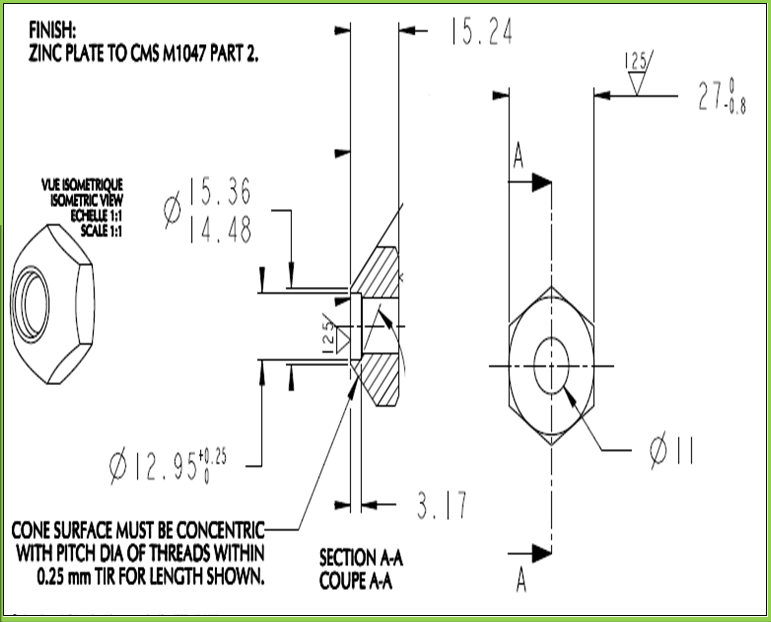 FINISH:
ZINC PLATE TO CMS M1047 PART 2.
15.24
125
27 0
-0.8
A
VUE ISOMETRIQUE
ISOMETRIC VIEW
ECHELLE 1:1
SCALE 1:1
Ø 15.36
14.48
125
Ø12.95 +0.25
0
Ø11
3.17
CONE SURFACE MUST BE CONCENTRIC
WITH PITCH DIA OF THREADS WITHIN
0.25 mm TIR FOR LENGTH SHOWN.
SECTION A-A
COUPE A-A
A